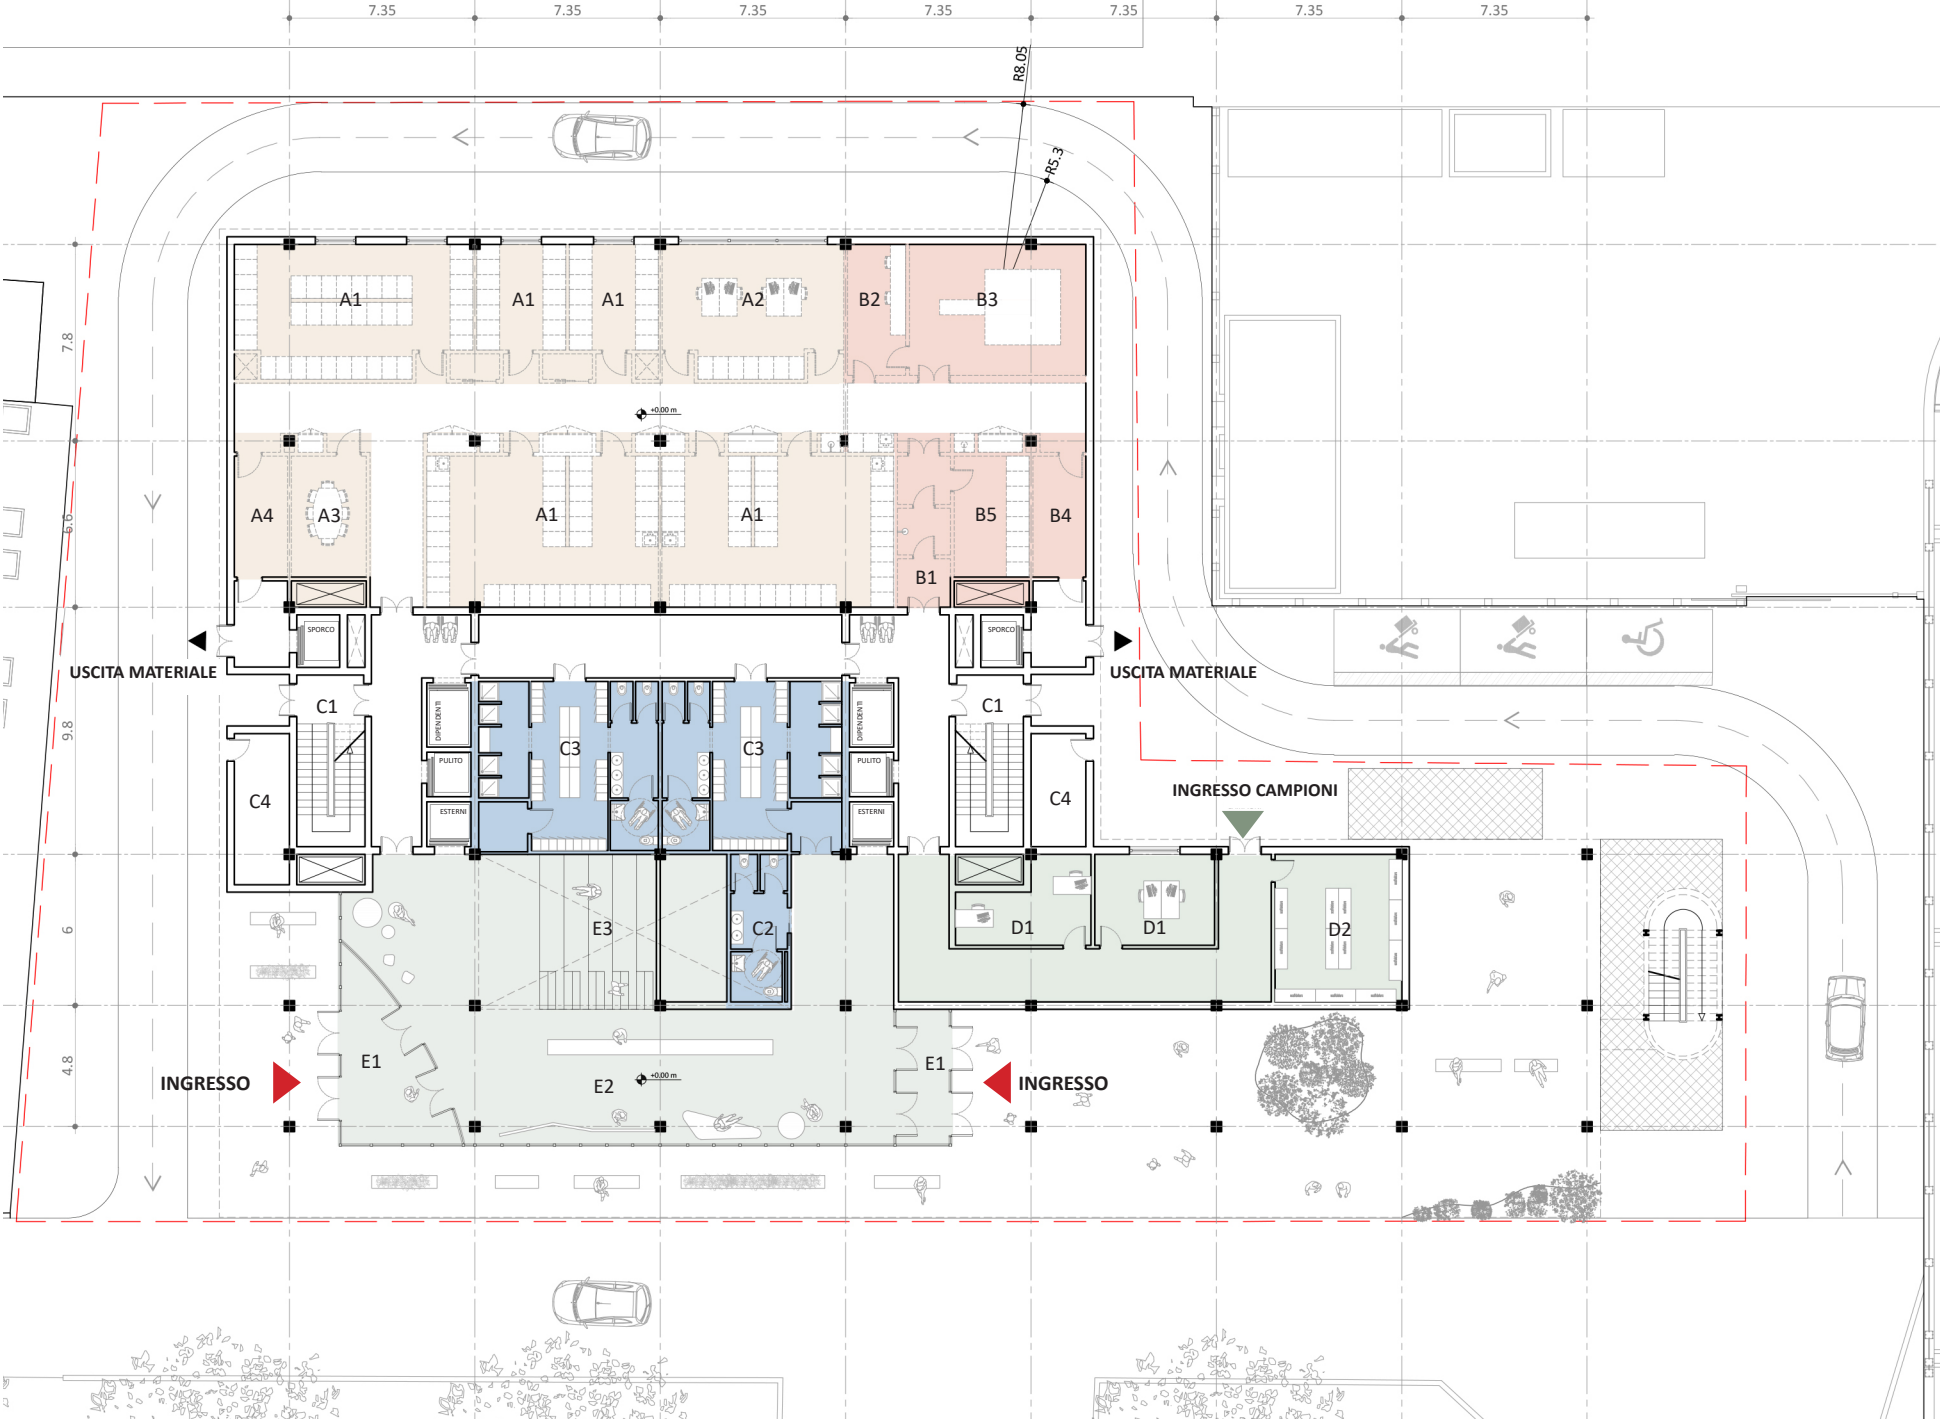 7.35 7.35 7.35 7.35 7.35 7.35 7.35
R8.05
R5.3
A1 A1 A1 A2 B2 B3
7.8
+0.00 m
A4 A3 A1 A1 B5 B4
6.6
B1
SPORCO SPORCO
USCITA MATERIALE USCITA MATERIALE
C1 C1
DIPENDENTI DIPENDENTI
9.8
C3 C3
PULITO PULITO
INGRESSO CAMPIONI
C4 C4
ESTERNI ESTERNI
6
E3 C2 D1 D1 D2
4.8
E1 E1
INGRESSO INGRESSO
E2 +0.00 m